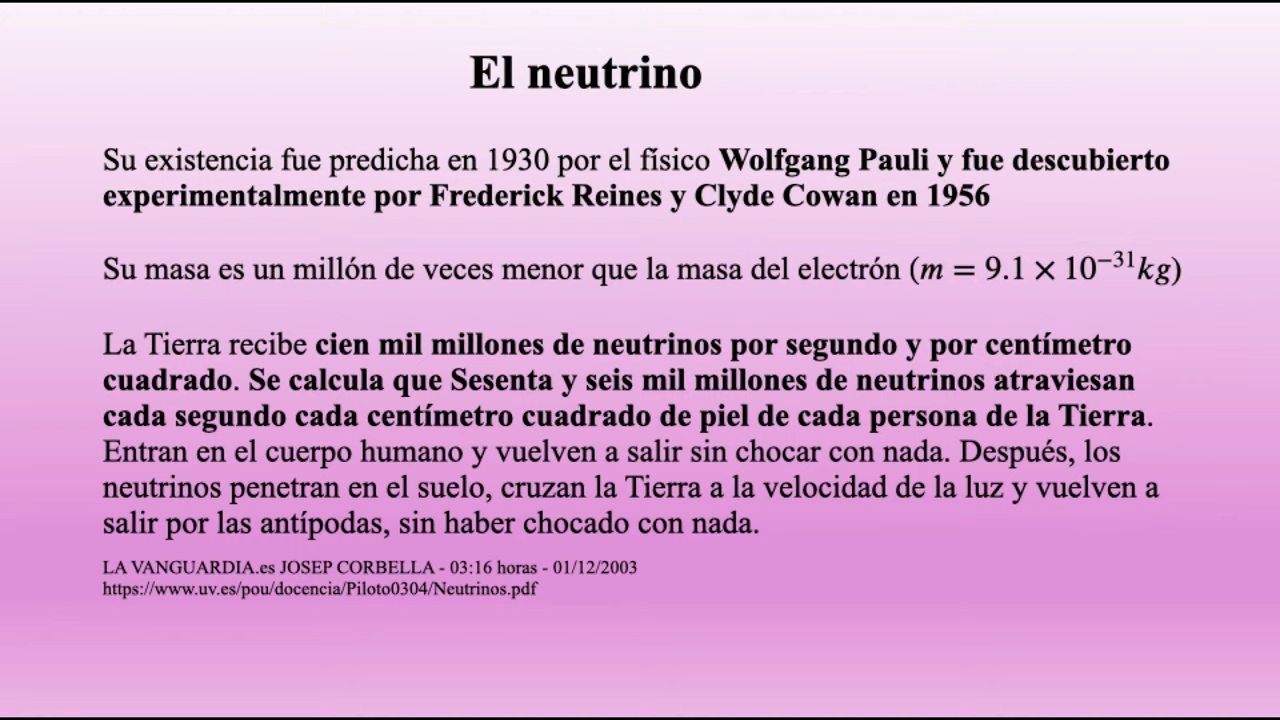 El neutrino
Su existencia fue predicha en 1930 por el físico Wolfgang Pauli y fue descubierto
experimentalmente por Frederick Reines y Clyde Cowan en 1956
Su masa es un millón de veces menor que la masa del electrón (m = 9.1 × 10⁻³¹kg)
La Tierra recibe cien mil millones de neutrinos por segundo y por centímetro
cuadrado. Se calcula que Sesenta y seis mil millones de neutrinos atraviesan
cada segundo cada centímetro cuadrado de piel de cada persona de la Tierra.
Entran en el cuerpo humano y vuelven a salir sin chocar con nada. Después, los
neutrinos penetran en el suelo, cruzan la Tierra a la velocidad de la luz y vuelven a
salir por las antípodas, sin haber chocado con nada.
LA VANGUARDIA.es JOSEP CORBELLA - 03:16 horas - 01/12/2003
https://www.uv.es/pou/docencia/Piloto0304/Neutrinos.pdf